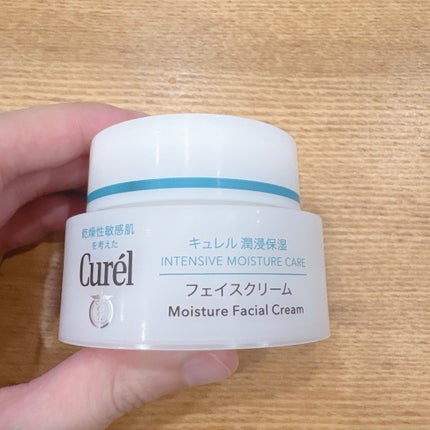 乾燥性敏感肌
を考えた
Curél
キュレル 潤浸保湿
INTENSIVE MOISTURE CARE
フェイスクリーム
Moisture Facial Cream